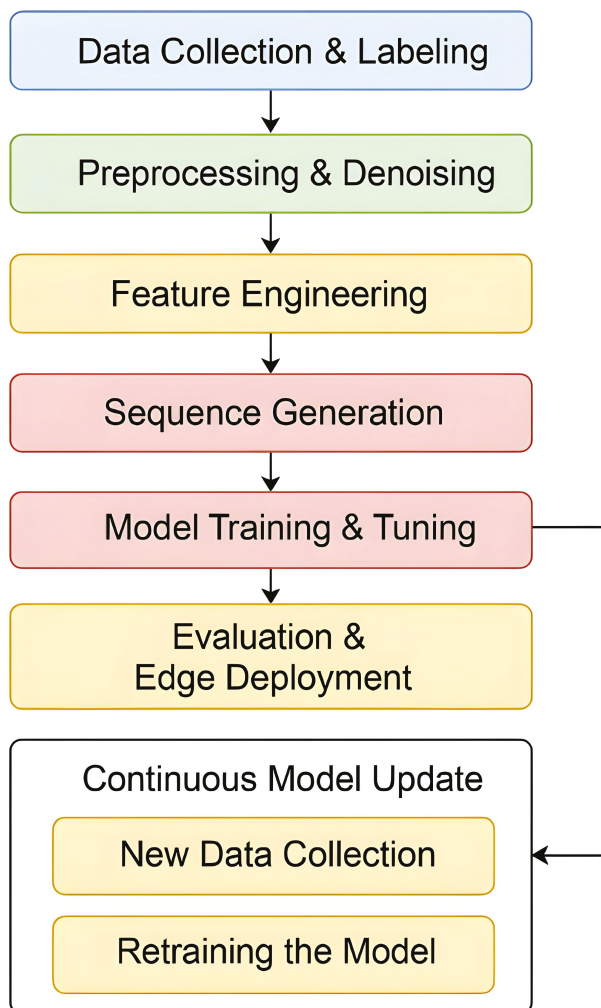 Data Collection & Labeling
Preprocessing & Denoising
Feature Engineering
Sequence Generation
Model Training & Tuning
Evaluation &
Edge Deployment
Continuous Model Update
New Data Collection
Retraining the Model